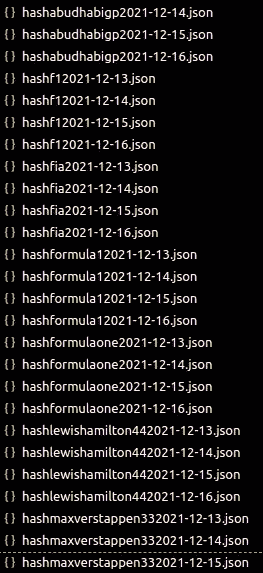 {} hashabudhabigp2021-12-14.json
{} hashabudhabigp2021-12-15.json
{} hashabudhabigp2021-12-16.json
{} hashf12021-12-13.json
{} hashf12021-12-14.json
{} hashf12021-12-15.json
{} hashf12021-12-16.json
{} hashfia2021-12-13.json
{} hashfia2021-12-14.json
{} hashfia2021-12-15.json
{} hashfia2021-12-16.json
{} hashformula12021-12-13.json
{} hashformula12021-12-14.json
{} hashformula12021-12-15.json
{} hashformula12021-12-16.json
{} hashformulaone2021-12-13.json
{} hashformulaone2021-12-14.json
{} hashformulaone2021-12-15.json
{} hashformulaone2021-12-16.json
{} hashlewishamilton442021-12-13.json
{} hashlewishamilton442021-12-14.json
{} hashlewishamilton442021-12-15.json
{} hashlewishamilton442021-12-16.json
{} hashmaxverstappen332021-12-13.json
{} hashmaxverstappen332021-12-14.json
{} hashmaxverstappen332021-12-15.json